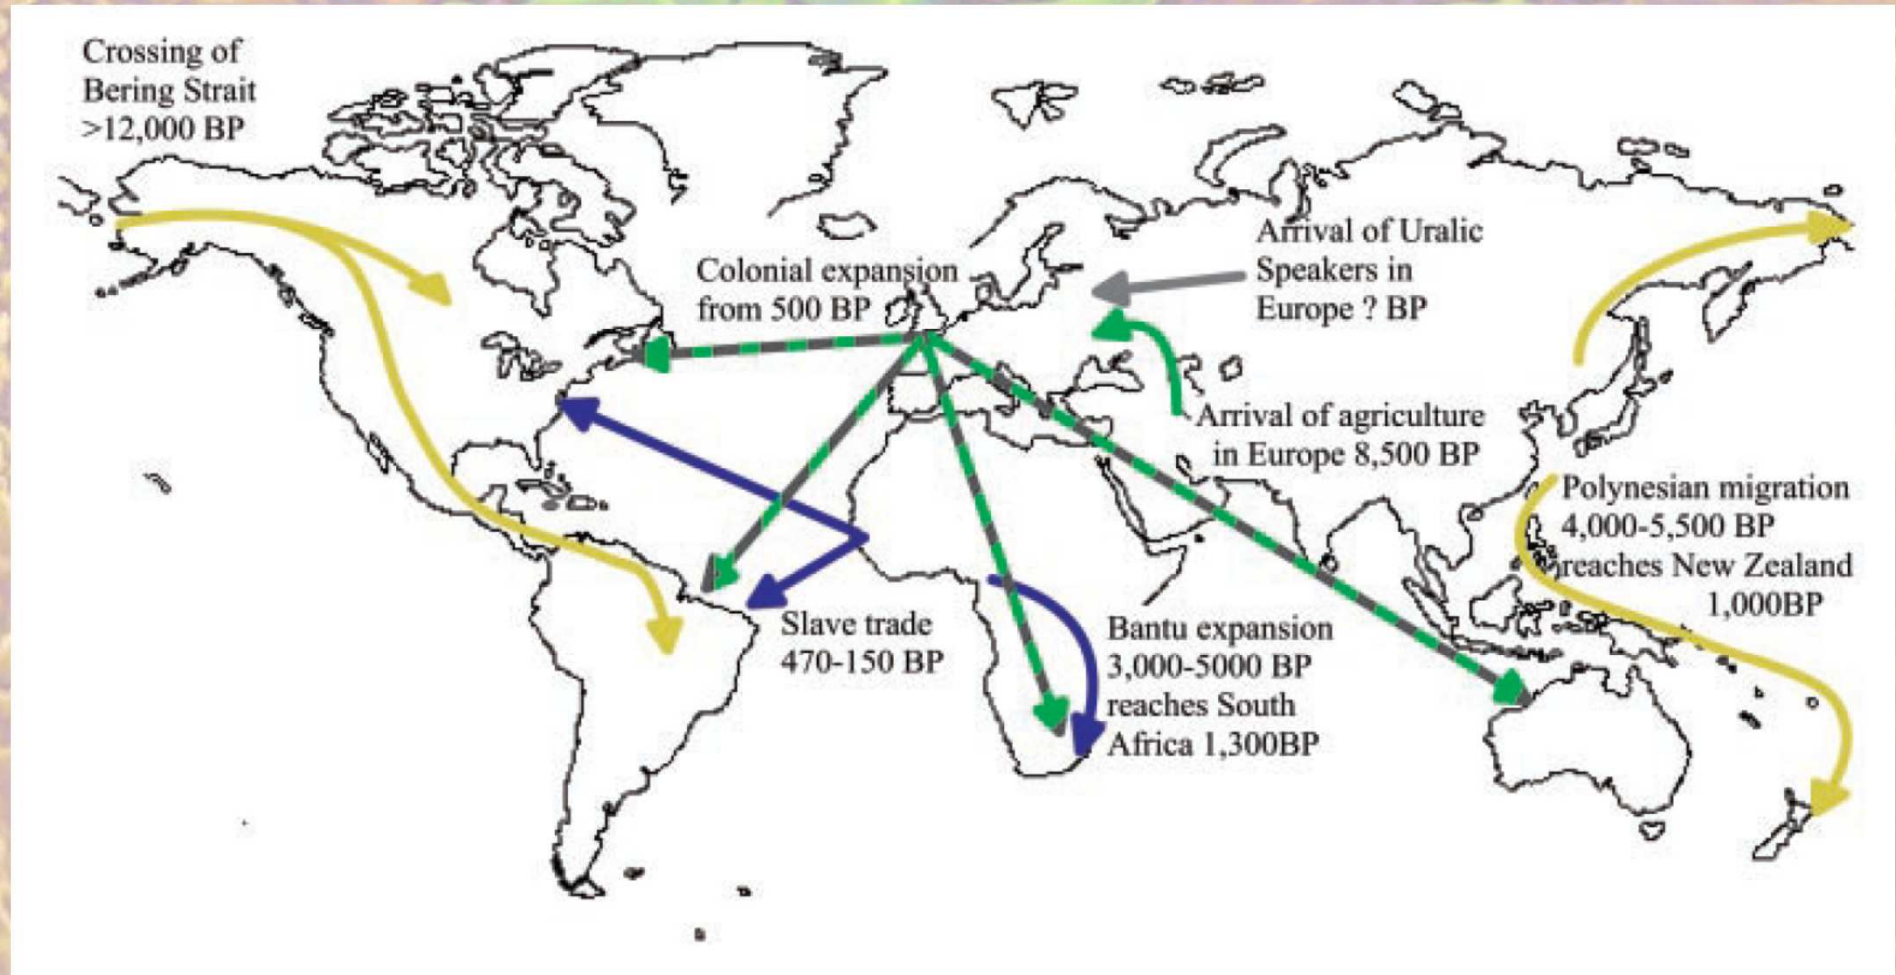 Crossing of
Bering Strait
>12,000 BP
Colonial expansion
from 500 BP
Arrival of Uralic
Speakers in
Europe ? BP
Arrival of agriculture
in Europe 8,500 BP
Polynesian migration
4,000-5,500 BP
reaches New Zealand
1,000BP
Slave trade
470-150 BP
Bantu expansion
3,000-5000 BP
reaches South
Africa 1,300BP